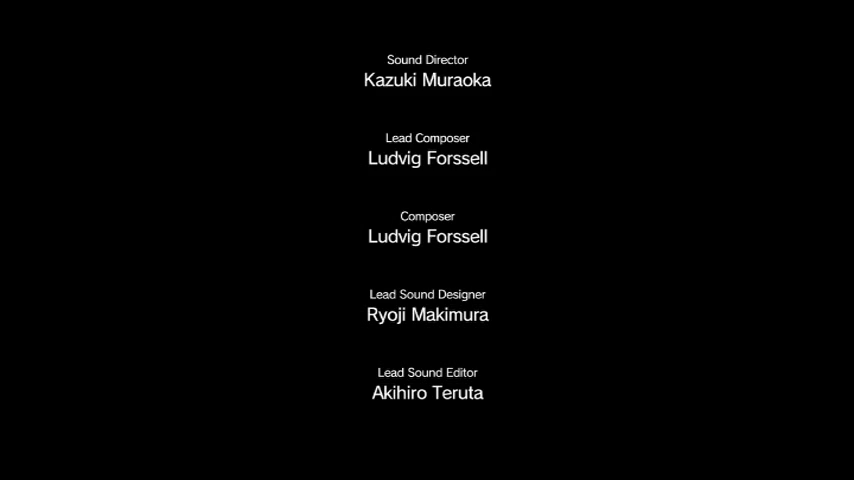 Sound Director
Kazuki Muraoka
Lead Composer
Ludvig Forssell
Composer
Ludvig Forssell
Lead Sound Designer
Ryoji Makimura
Lead Sound Editor
Akihiro Teruta